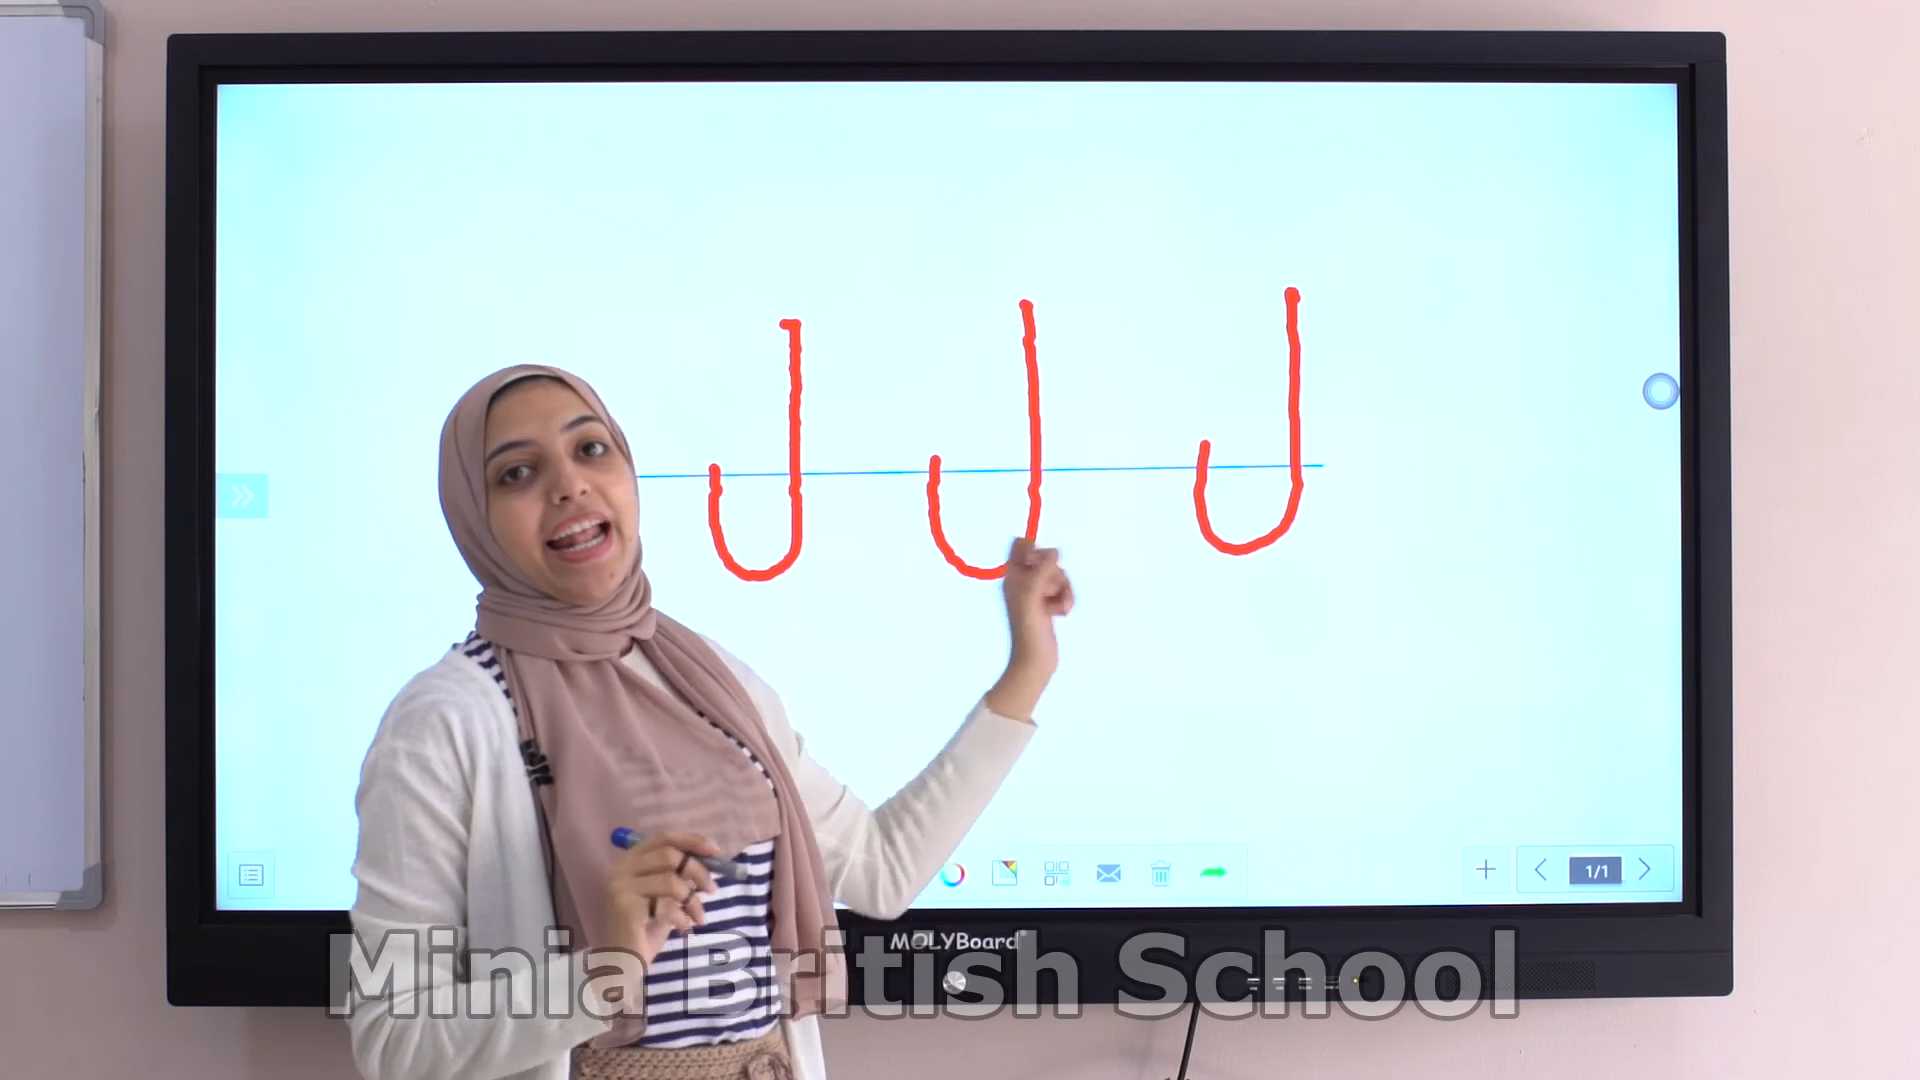 ل ل ل
1/1
MOLYBoard
Minia British School